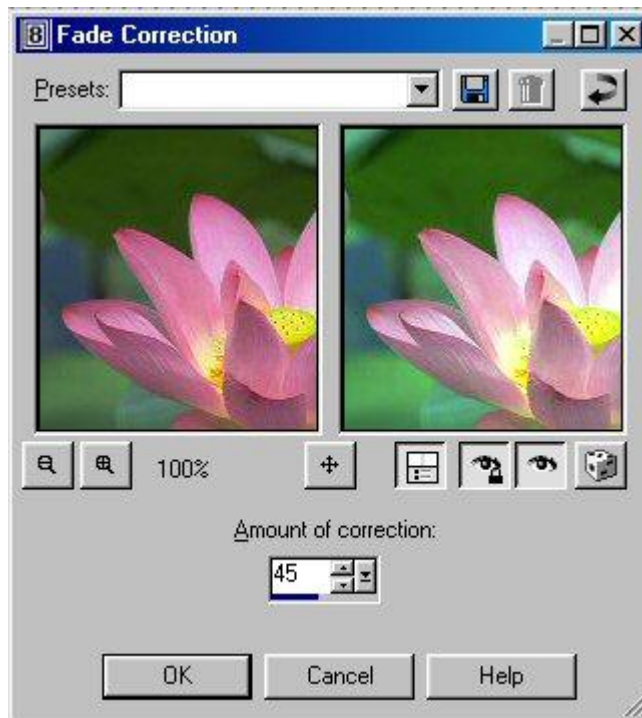 8 Fade Correction
Presets:
100%
Amount of correction:
45
OK Cancel Help